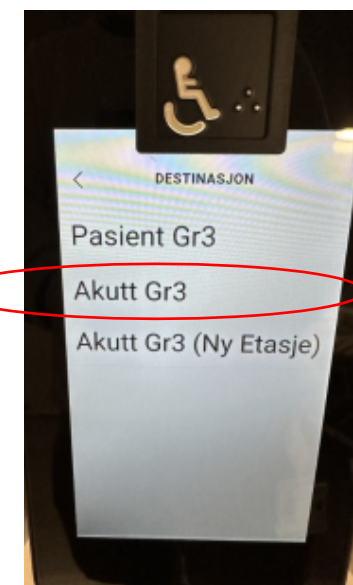 DESTINASJON
Pasient Gr3
Akutt Gr3
Akutt Gr3 (Ny Etasje)